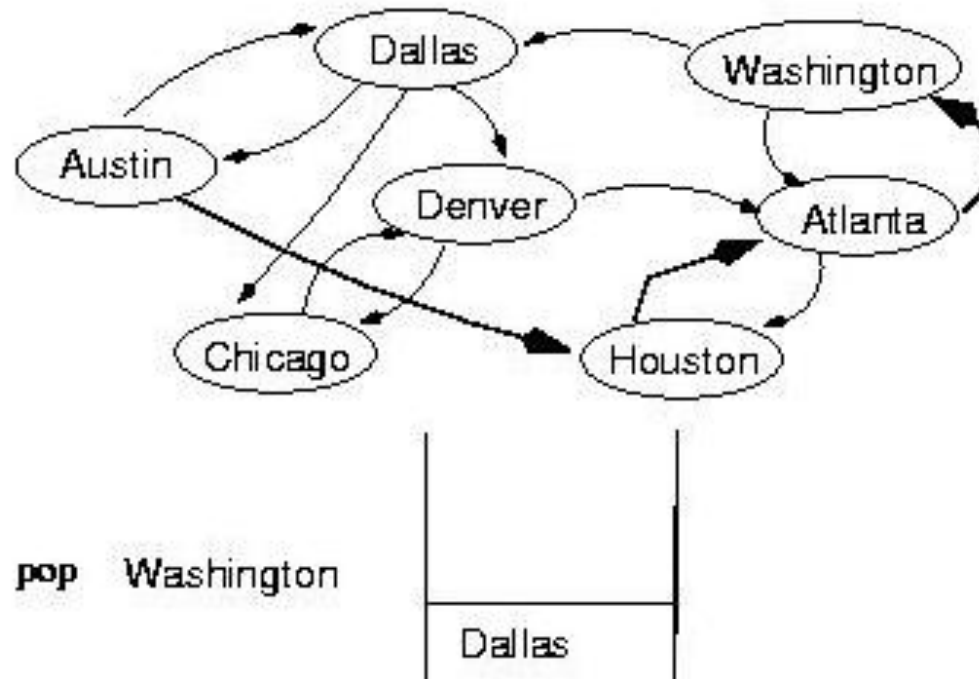 Dallas
Washington
Austin
Denver
Atlanta
Chicago
Houston
pop Washington
Dallas